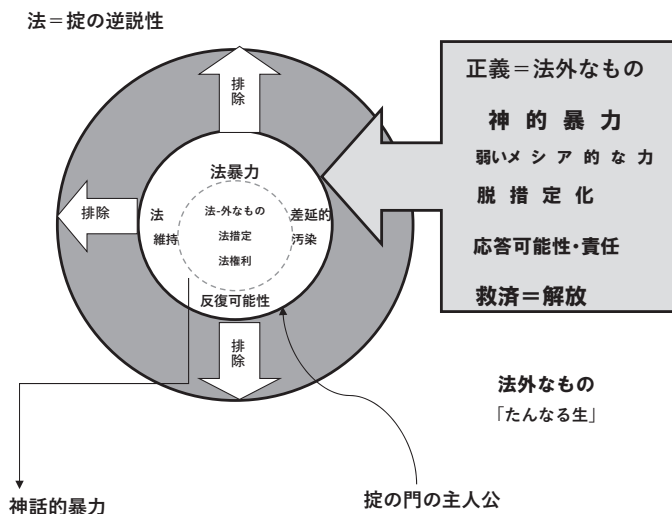 法＝掟の逆説性
排除
正義＝法外なもの
神的暴力
弱いメシア的な力
脱措定化
応答可能性・責任
救済＝解放
排除
法暴力
法
維持
法-外なもの
法措定
法権利
差延的
汚染
反復可能性
排除
法外なもの
「たんなる生」
神話的暴力
掟の門の主人公